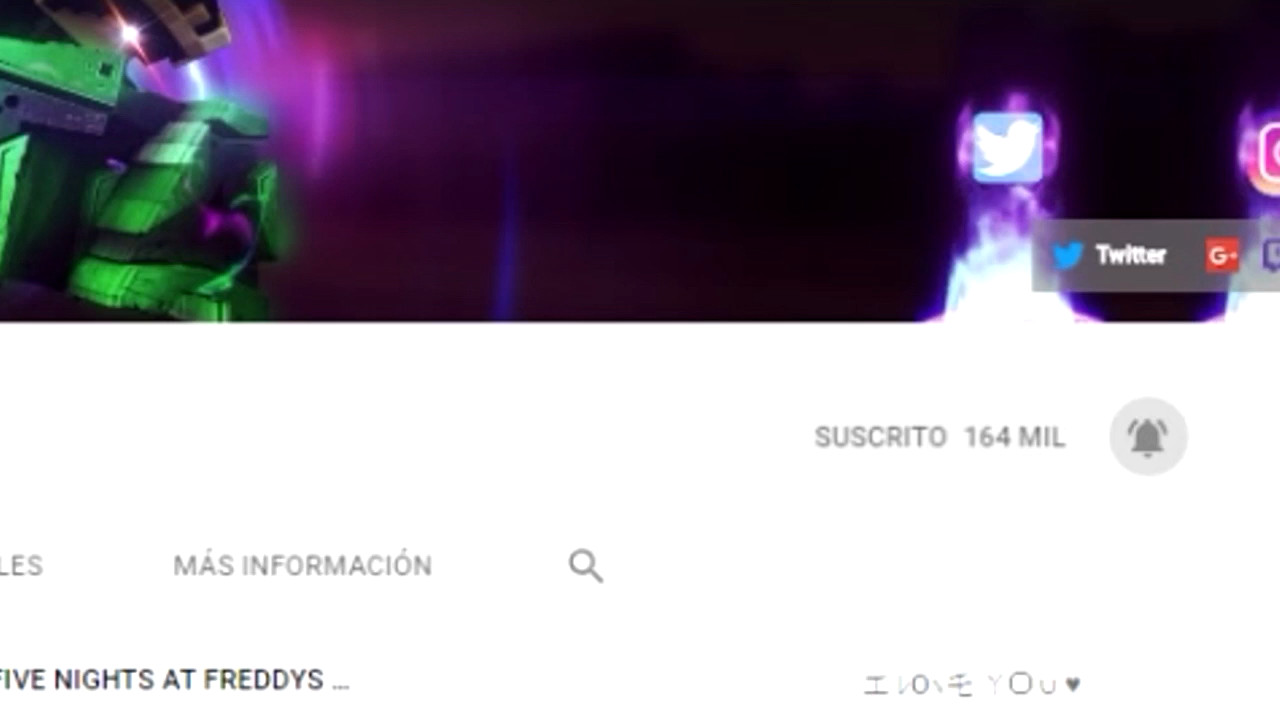 Twitter
SUSCRITO 164 MIL
LES
MÁS INFORMACIÓN
FIVE NIGHTS AT FREDDYS ...